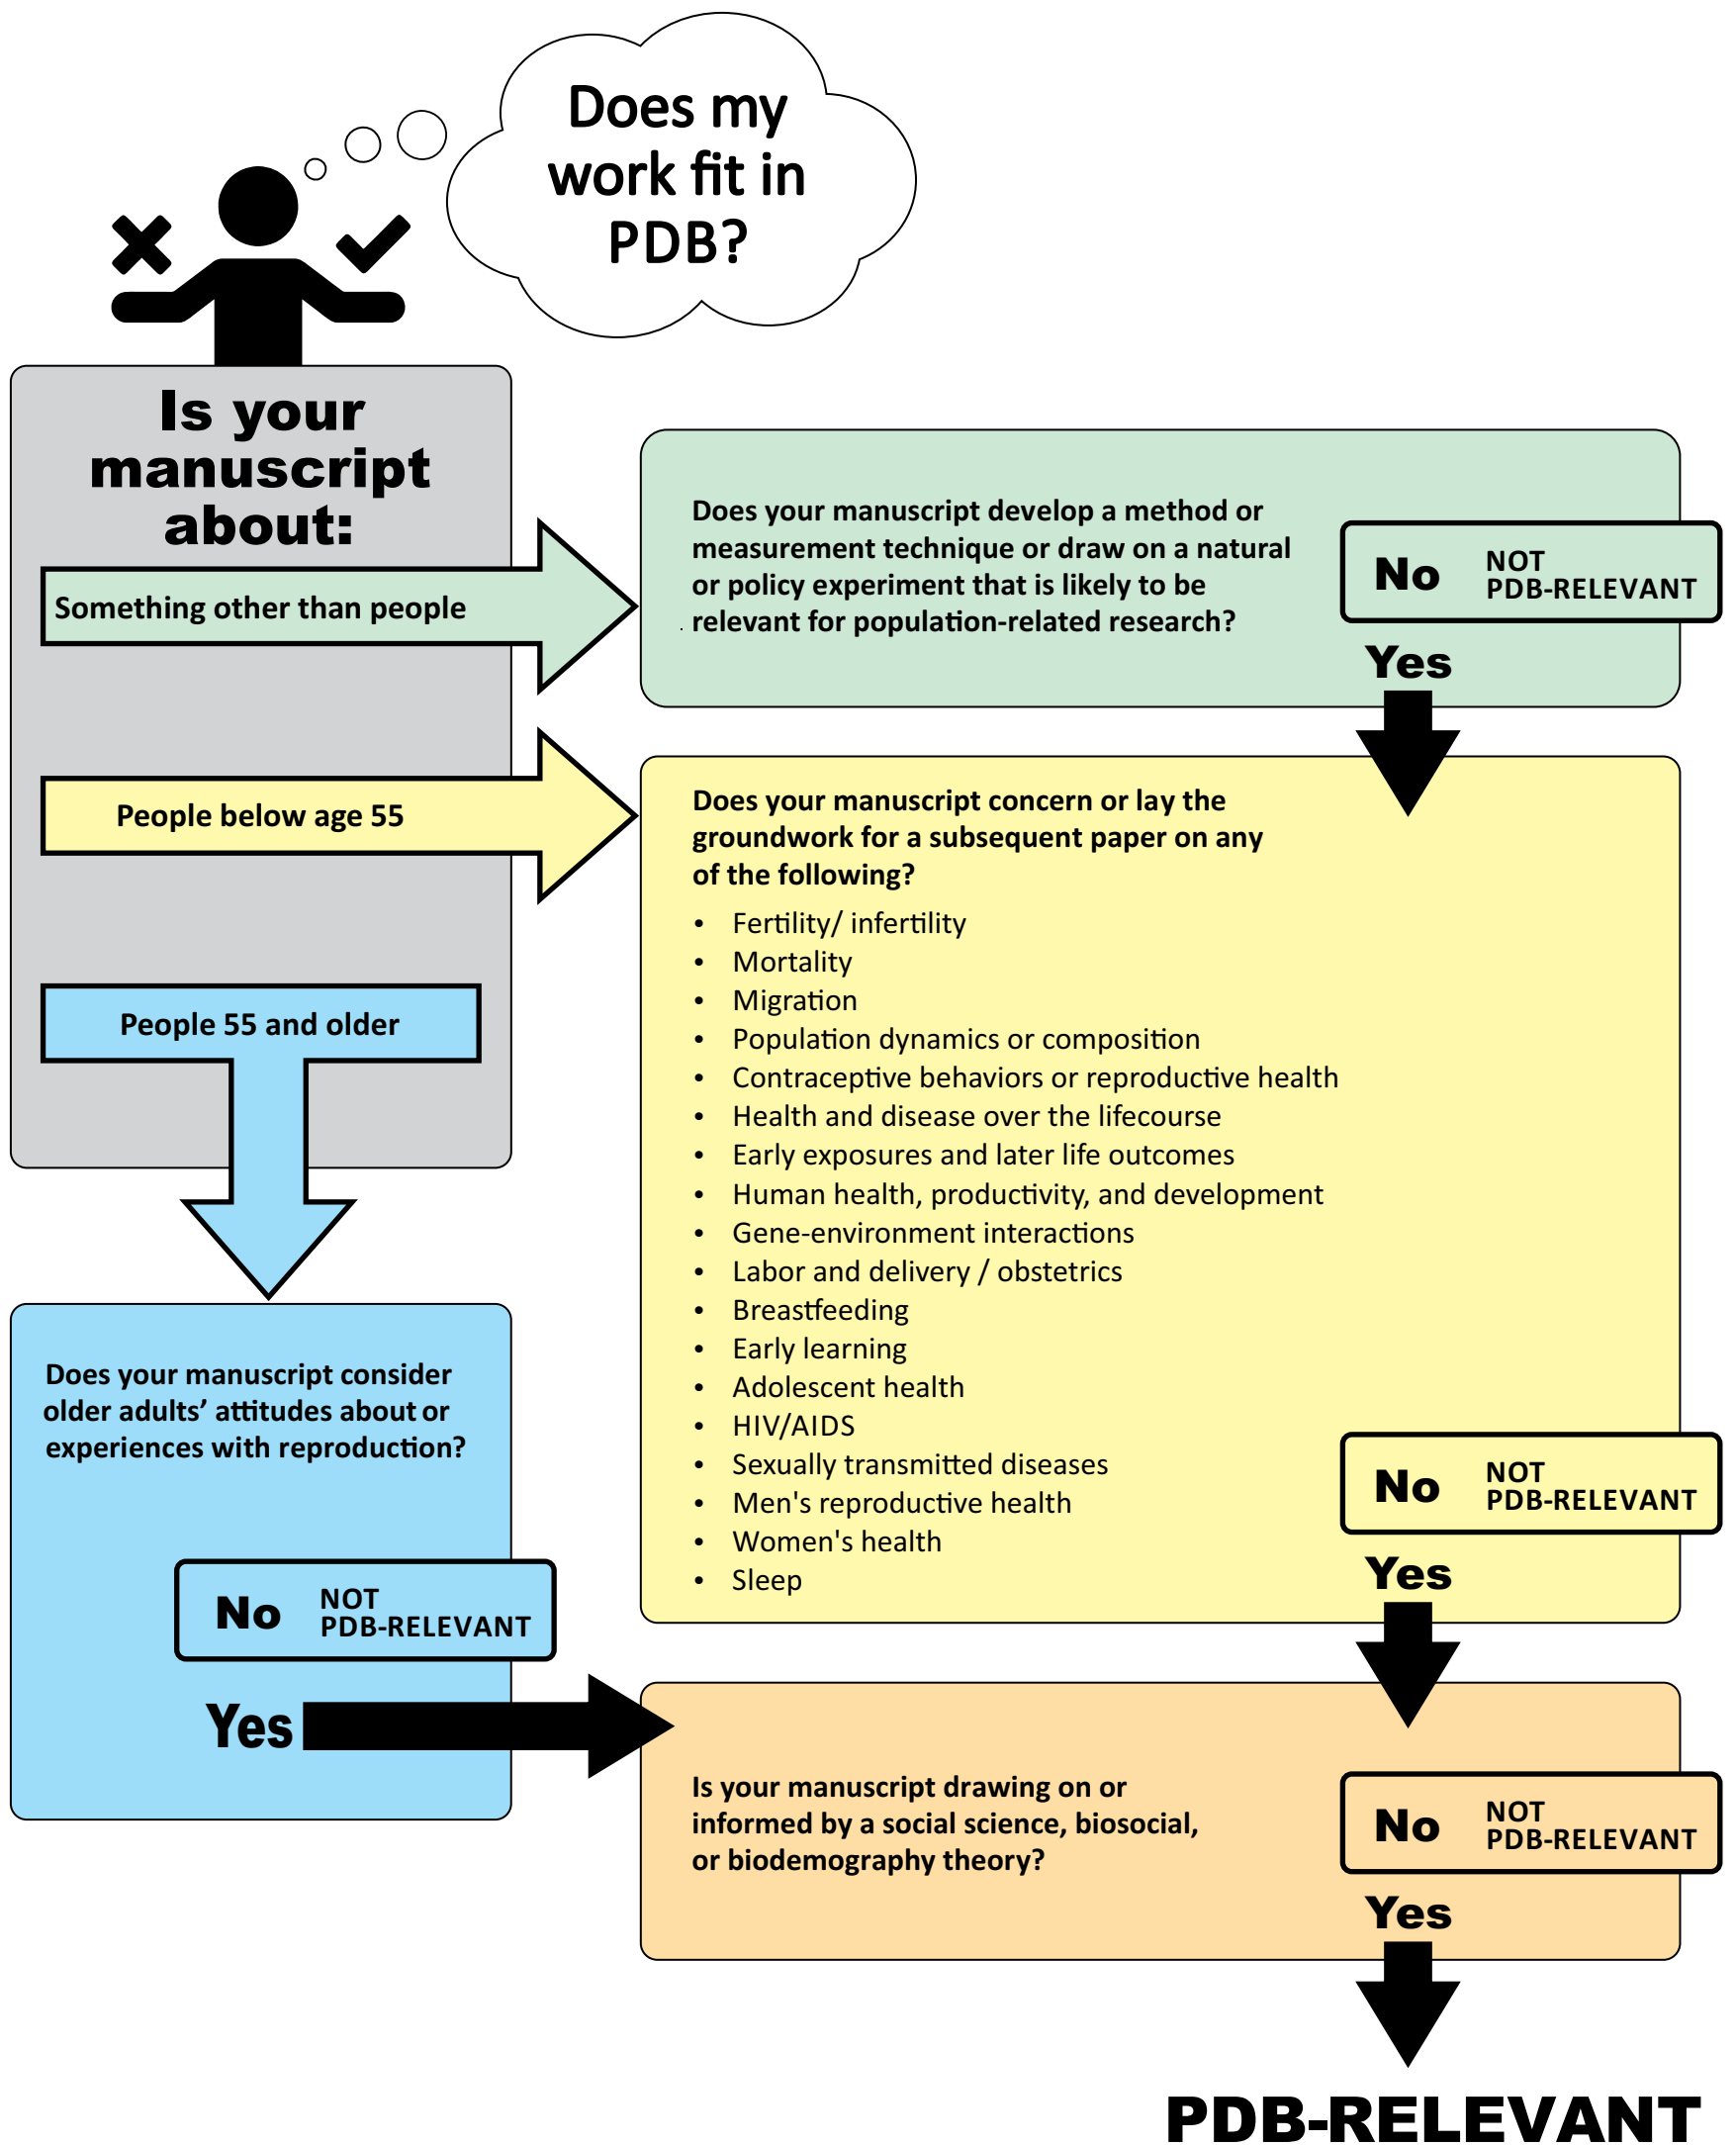 Does my
work fit in
PDB?
Is your
manuscript
about:
Something other than people
People below age 55
People 55 and older
Does your manuscript develop a method or
measurement technique or draw on a natural
or policy experiment that is likely to be
. relevant for population-related research?
No
NOT
PDB-RELEVANT
Yes
Does your manuscript concern or lay the
groundwork for a subsequent paper on any
of the following?
• Fertility/ infertility
• Mortality
• Migration
• Population dynamics or composition
• Contraceptive behaviors or reproductive health
• Health and disease over the lifecourse
• Early exposures and later life outcomes
• Human health, productivity, and development
• Gene-environment interactions
• Labor and delivery / obstetrics
• Breastfeeding
• Early learning
• Adolescent health
• HIV/AIDS
• Sexually transmitted diseases
• Men's reproductive health
• Women's health
• Sleep
No
NOT
PDB-RELEVANT
Yes
Does your manuscript consider
older adults’ attitudes about or
experiences with reproduction?
No
NOT
PDB-RELEVANT
Yes
Is your manuscript drawing on or
informed by a social science, biosocial,
or biodemography theory?
No
NOT
PDB-RELEVANT
Yes
PDB-RELEVANT